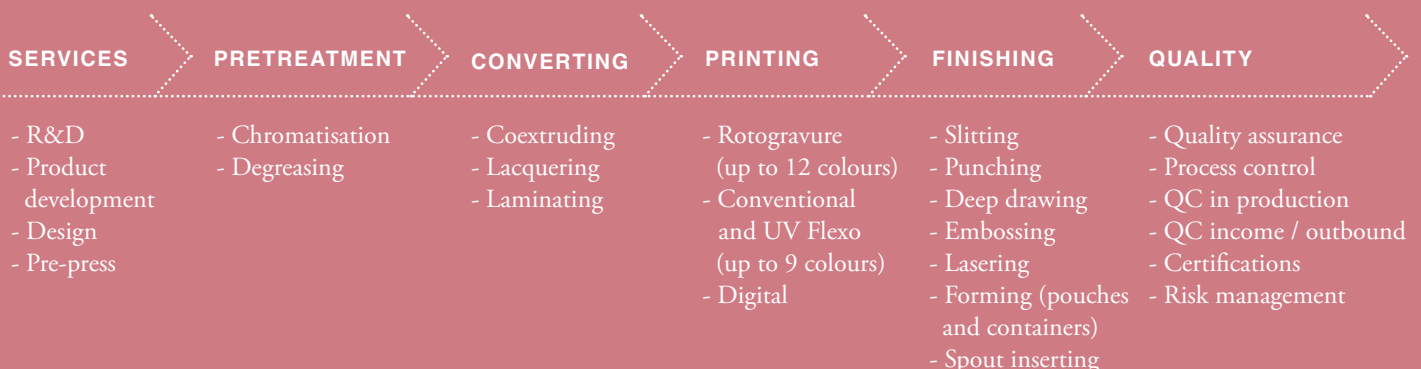 SERVICES
- R&D
- Product
development
- Design
- Pre-press
PRETREATMENT
- Chromatisation
- Degreasing
CONVERTING
- Coextruding
- Lacquering
- Laminating
PRINTING
- Rotogravure
(up to 12 colours)
- Conventional
and UV Flexo
(up to 9 colours)
- Digital
FINISHING
- Slitting
- Punching
- Deep drawing
- Embossing
- Lasering
- Forming (pouches
and containers)
- Spout inserting
QUALITY
- Quality assurance
- Process control
- QC in production
- QC income / outbound
- Certifications
- Risk management